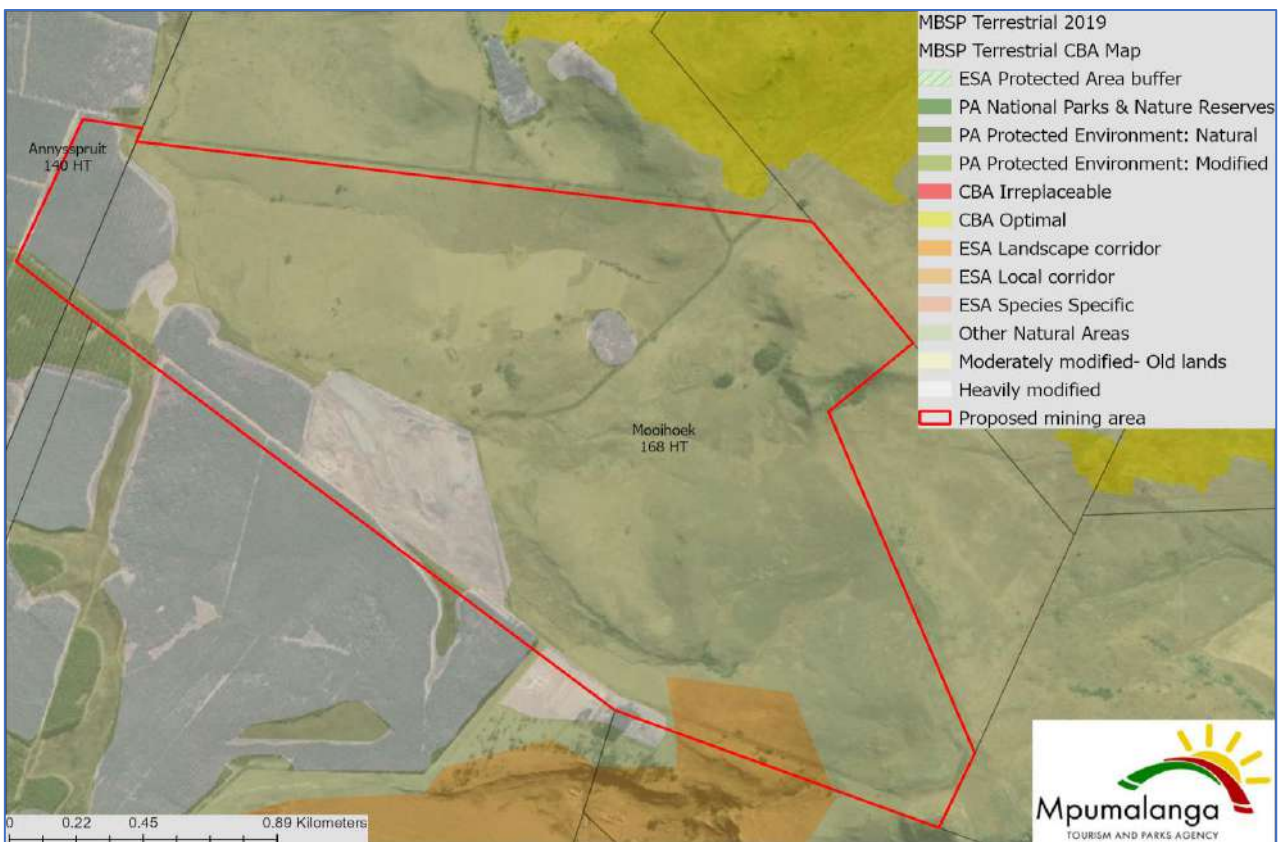 MBSP Terrestrial 2019
MBSP Terrestrial CBA Map
ESA Protected Area buffer
PA National Parks & Nature Reserves
PA Protected Environment: Natural
PA Protected Environment: Modified
CBA Irreplaceable
CBA Optimal
ESA Landscape corridor
ESA Local corridor
ESA Species Specific
Other Natural Areas
Moderately modified- Old lands
Heavily modified
Proposed mining area
Annysspruit
140 HT
Mooihoek
168 HT
0 0.22 0.45 0.89 Kilometers
Mpumalanga
TOURISM AND PARKS AGENCY